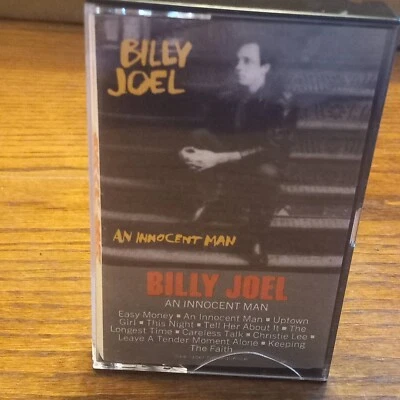 BILLY
JOEL
AN INNOCENT MAN
BILLY JOEL
AN INNOCENT MAN
Easy Money ▪ An Innocent Man ▪ Uptown
Girl ▪ This Night ▪ Tell Her About It ▪ The
Longest Time ▪ Careless Talk ▪ Christie Lee ▪
Leave A Tender Moment Alone ▪ Keeping
The Faith